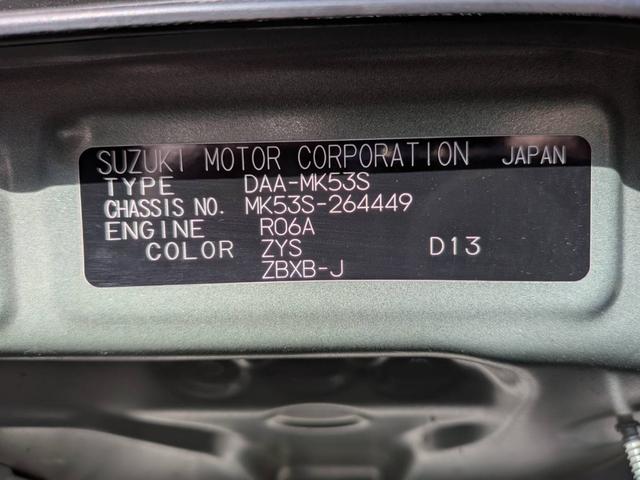 SUZUKI MOTOR CORPORATION JAPAN
TYPE DAA-MK53S
CHASSIS NO. MK53S-264449
ENGINE R06A
COLOR ZYS D13
ZBXB-J